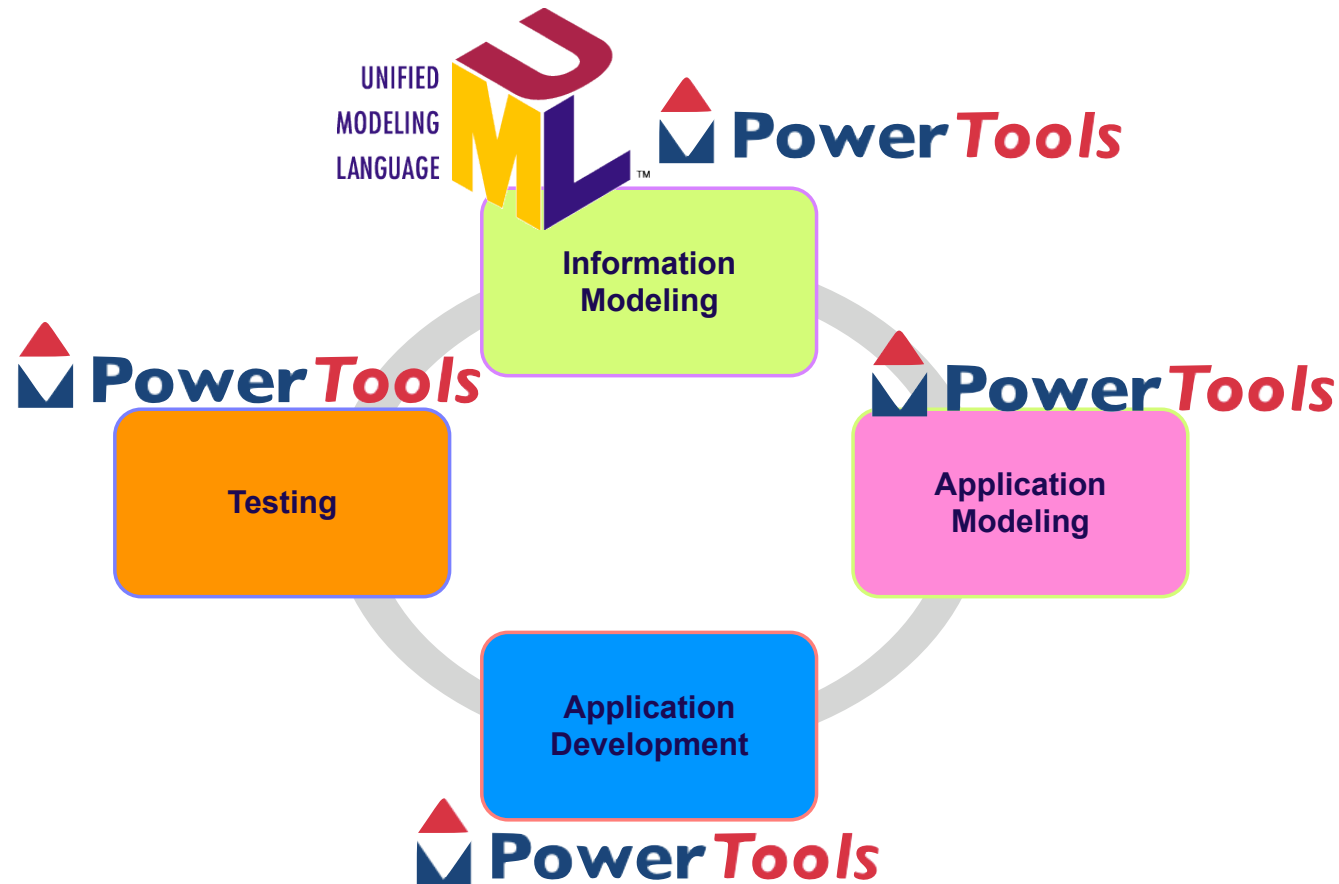 UNIFIED
MODELING
LANGUAGE
UML
TM
PowerTools
Information
Modeling
PowerTools
PowerTools
Testing
Application
Modeling
Application
Development
PowerTools